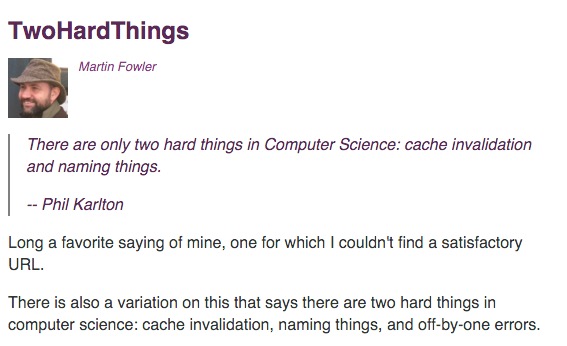 TwoHardThings
Martin Fowler
There are only two hard things in Computer Science: cache invalidation
and naming things.
-- Phil Karlton
Long a favorite saying of mine, one for which I couldn't find a satisfactory
URL.
There is also a variation on this that says there are two hard things in
computer science: cache invalidation, naming things, and off-by-one errors.